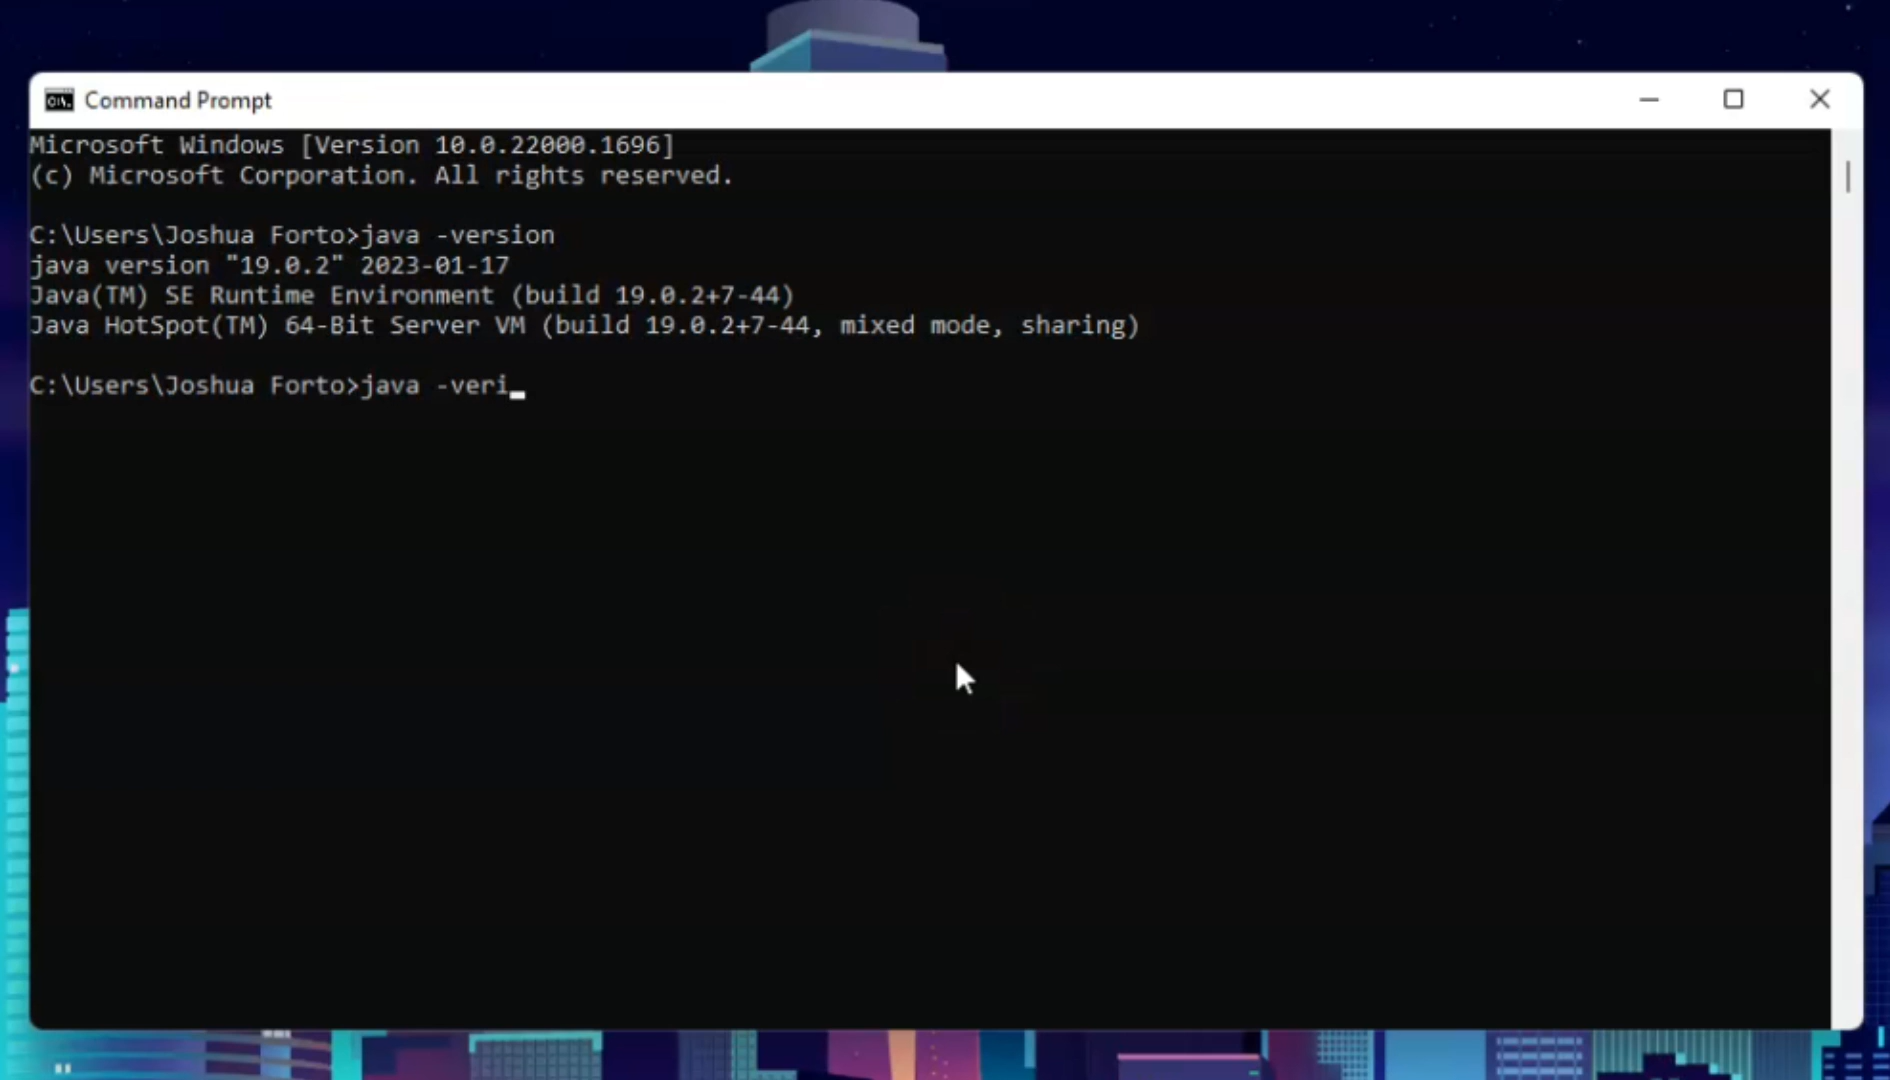 Command Prompt
Microsoft Windows [Version 10.0.22000.1696]
(c) Microsoft Corporation. All rights reserved.
C:\Users\Joshua Forto>java -version
java version "19.0.2" 2023-01-17
Java(TM) SE Runtime Environment (build 19.0.2+7-44)
Java HotSpot(TM) 64-Bit Server VM (build 19.0.2+7-44, mixed mode, sharing)
C:\Users\Joshua Forto>java -veri